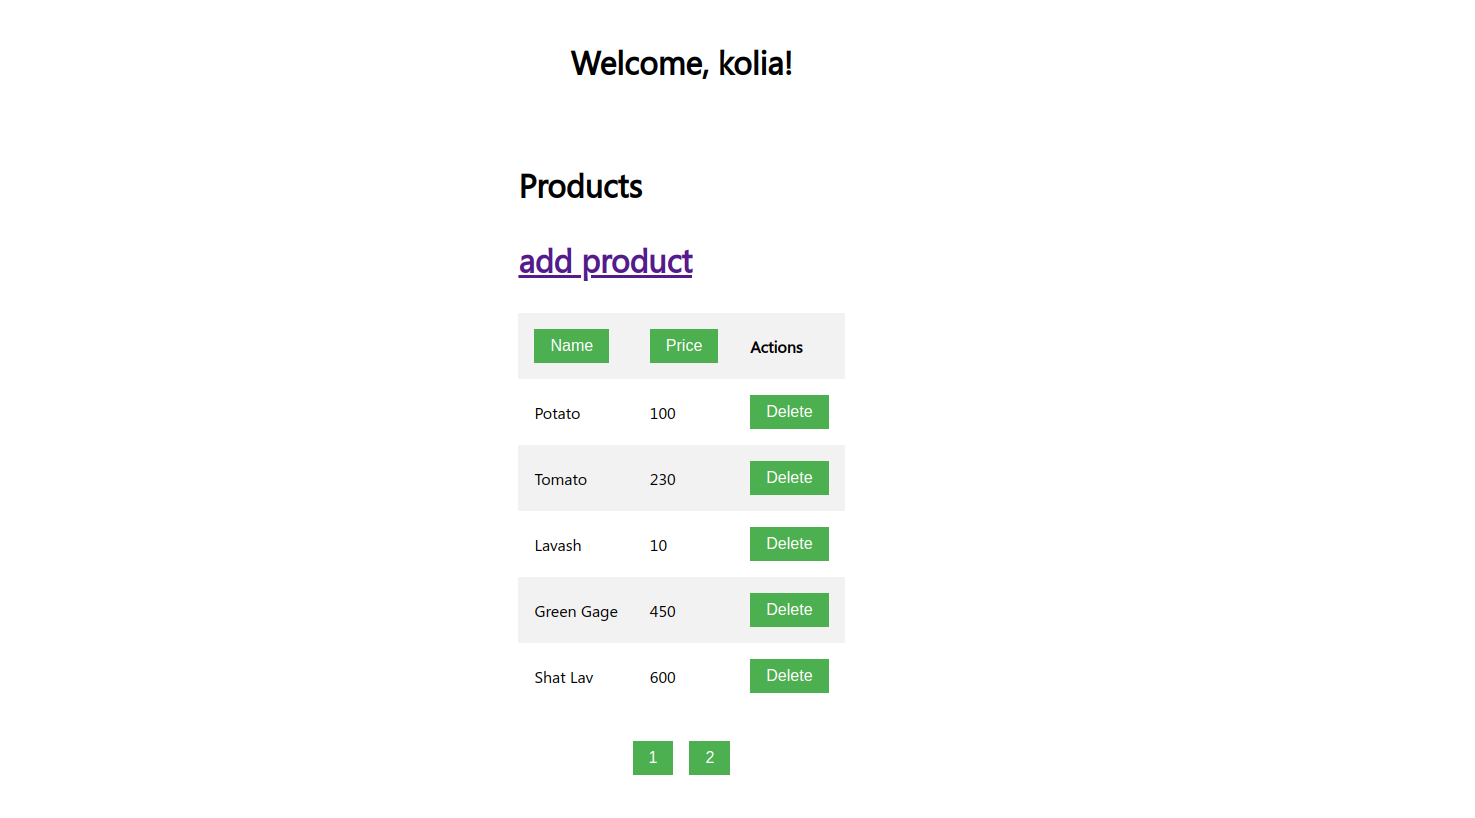 Welcome, kolia!
Products
add product
Name Price Actions
Potato 100 Delete
Tomato 230 Delete
Lavash 10 Delete
Green Gage 450 Delete
Shat Lav 600 Delete
1 2